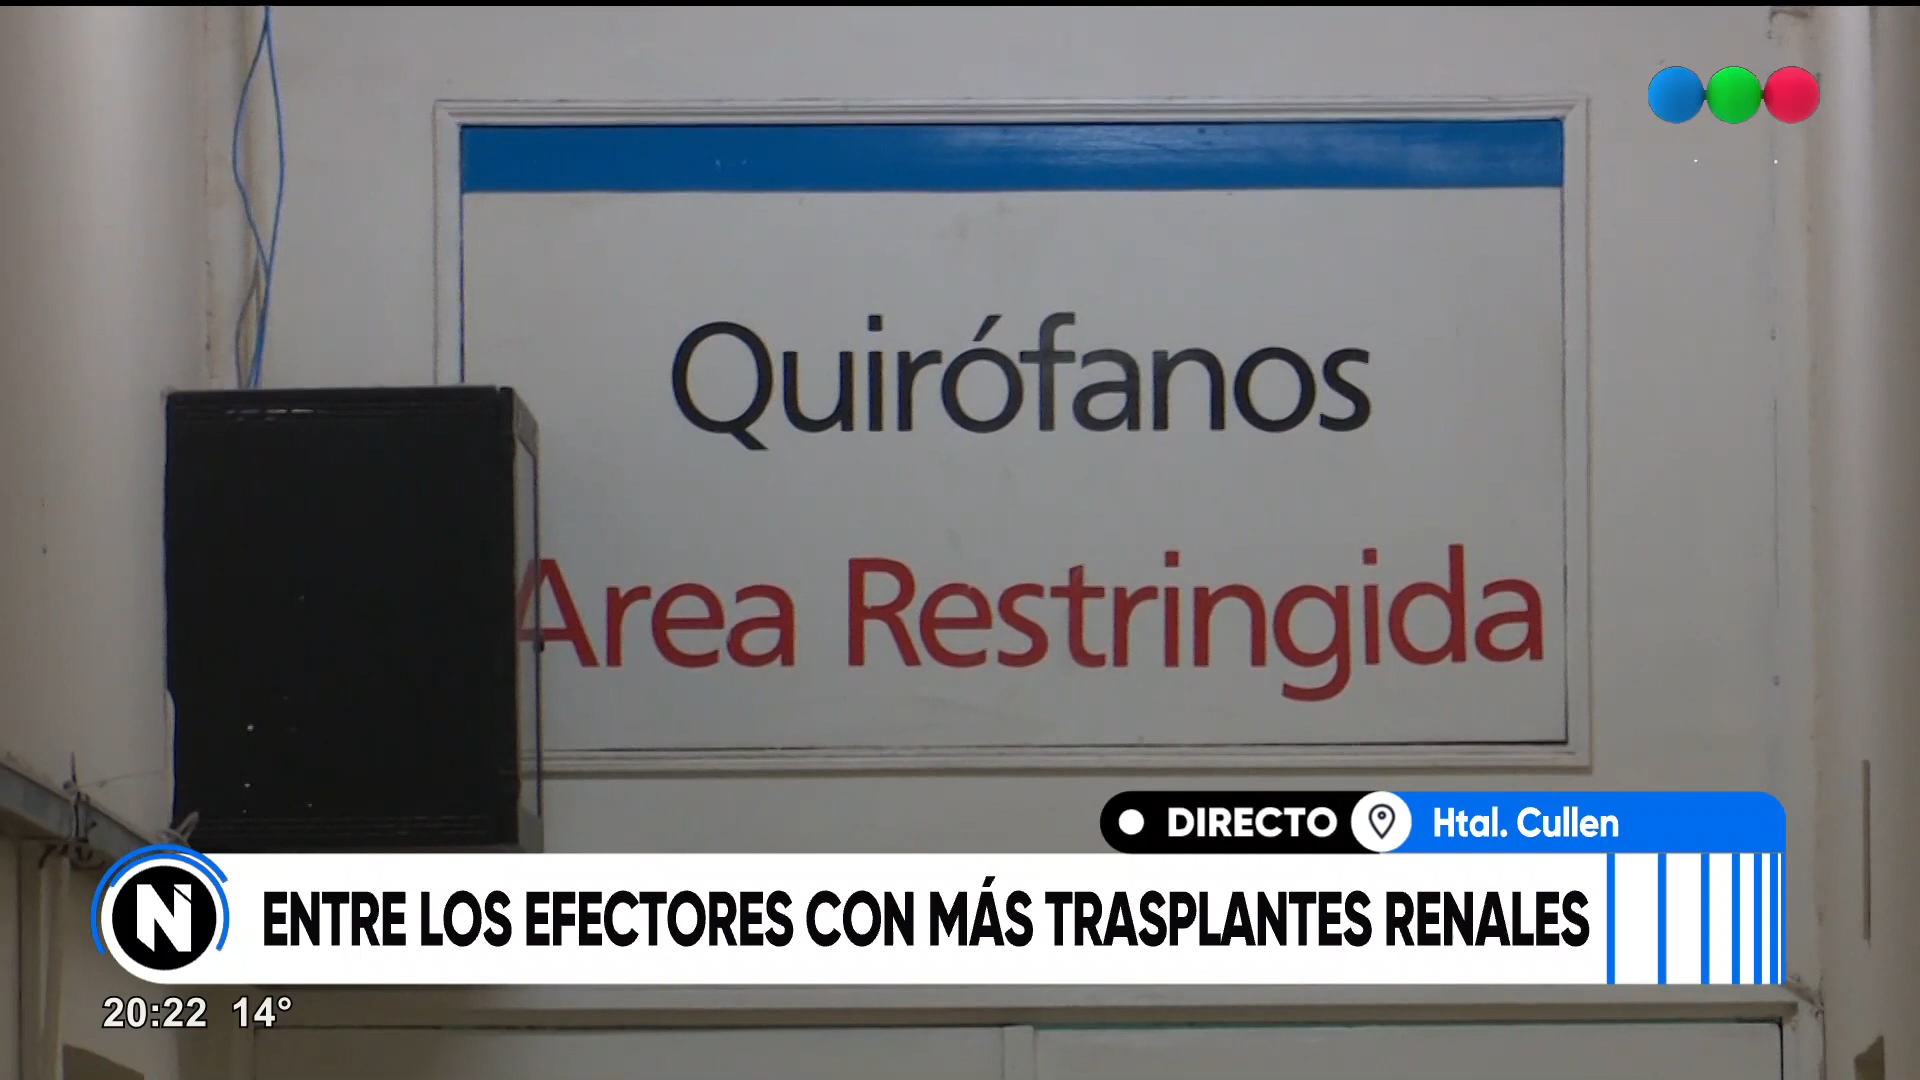 Quirófanos
Area Restringida
DIRECTO Htal. Cullen
N ENTRE LOS EFECTORES CON MÁS TRASPLANTES RENALES
20:22 14°